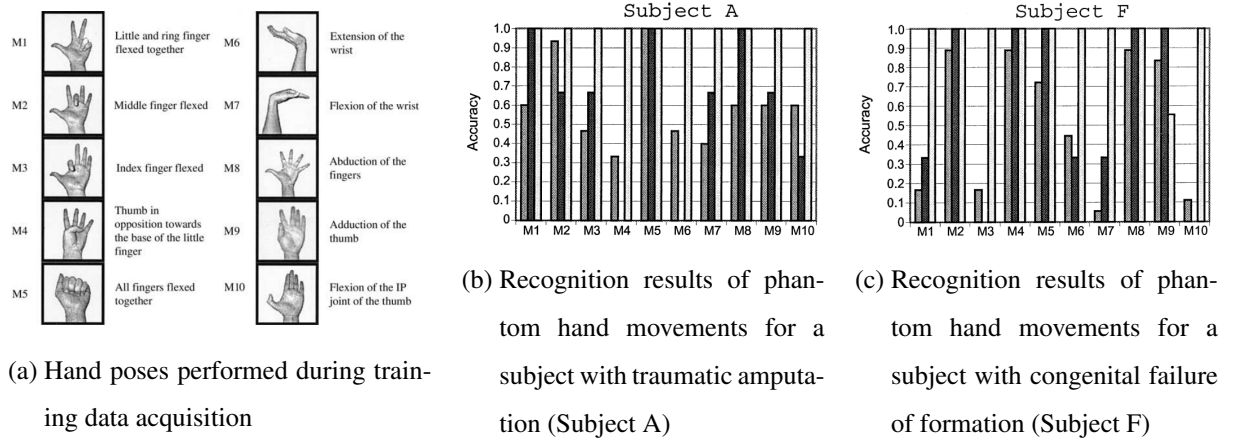 M1
Little and ring finger
flexed together
M2
Middle finger flexed
M3
Index finger flexed
M4
Thumb in
opposition towards
the base of the little
finger
M5
All fingers flexed
together
M6
Extension of the
wrist
M7
Flexion of the wrist
M8
Abduction of the
fingers
M9
Adduction of the
thumb
M10
Flexion of the IP
joint of the thumb
(a) Hand poses performed during train-
ing data acquisition
Subject A
Accuracy
1.0
0.9
0.8
0.7
0.6
0.5
0.4
0.3
0.2
0.1
0
M1 M2 M3 M4 M5 M6 M7 M8 M9 M10
(b) Recognition results of phan-
tom hand movements for a
subject with traumatic amputa-
tion (Subject A)
Subject F
Accuracy
1.0
0.9
0.8
0.7
0.6
0.5
0.4
0.3
0.2
0.1
0
M1 M2 M3 M4 M5 M6 M7 M8 M9 M10
(c) Recognition results of phan-
tom hand movements for a
subject with congenital failure
of formation (Subject F)